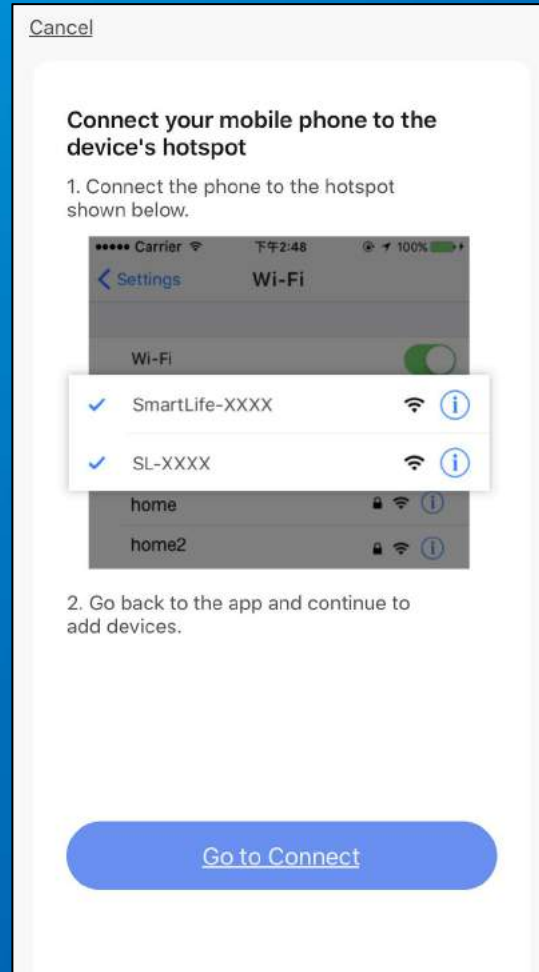 Cancel
Connect your mobile phone to the
device's hotspot
1. Connect the phone to the hotspot
shown below.
●●●●● Carrier 下午2:48 100%
Settings Wi-Fi
Wi-Fi
SmartLife-XXXX
SL-XXXX
home
home2
2. Go back to the app and continue to
add devices.
Go to Connect